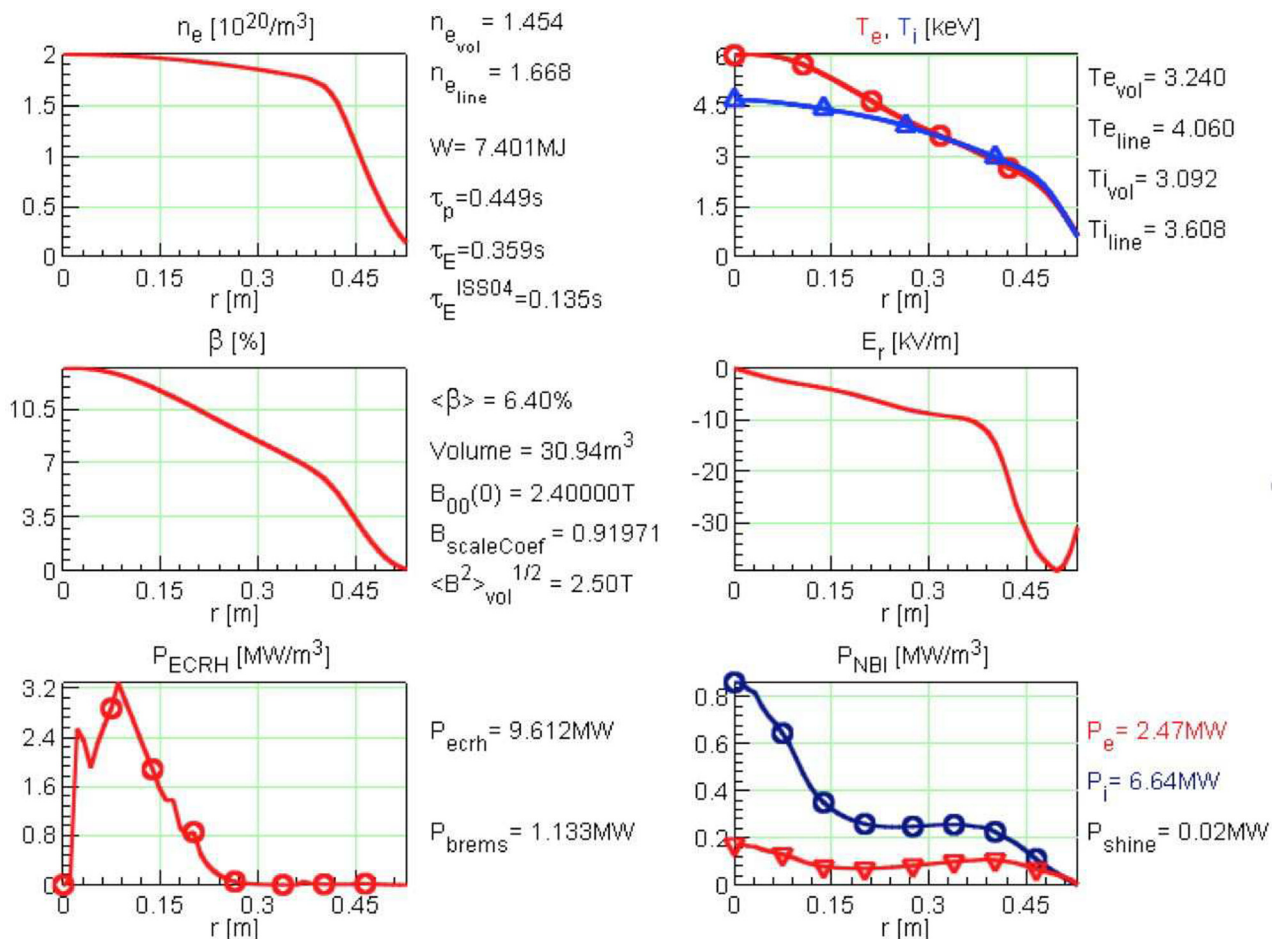 n_e [10^20/m^3]
2
1.5
1
0.5
0
0 0.15 0.3 0.45
r [m]
n_e_vol = 1.454
n_e_line = 1.668
W= 7.401MJ
τ_p=0.449s
τ_E=0.359s
τ_E^ISS04=0.135s
T_e, T_i [keV]
6
4.5
3
1.5
0
0 0.15 0.3 0.45
r [m]
Te_vol = 3.240
Te_line = 4.060
Ti_vol = 3.092
Ti_line = 3.608
β [%]
10.5
7
3.5
0
0 0.15 0.3 0.45
r [m]
<β> = 6.40%
Volume = 30.94m^3
B_00(0) = 2.40000T
B_scaleCoef = 0.91971
<B^2>_vol^1/2 = 2.50T
E_r [KV/m]
0
-10
-20
-30
0 0.15 0.3 0.45
r [m]
P_ECRH [MW/m^3]
3.2
2.4
1.6
0.8
0
0 0.15 0.3 0.45
r [m]
P_ecrh= 9.612MW
P_brems= 1.133MW
P_NBI [MW/m^3]
0.8
0.6
0.4
0.2
0
0 0.15 0.3 0.45
r [m]
P_e= 2.47MW
P_i= 6.64MW
P_shine= 0.02MW